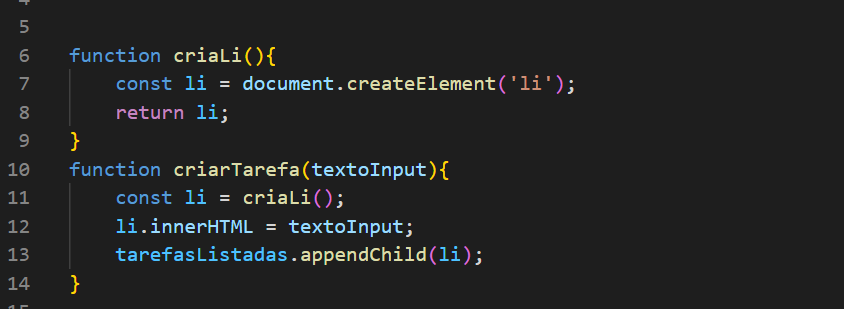 4
5
6 function criaLi(){
7     const li = document.createElement('li');
8     return li;
9 }
10 function criarTarefa(textoInput){
11     const li = criaLi();
12     li.innerHTML = textoInput;
13     tarefasListadas.appendChild(li);
14 }
15